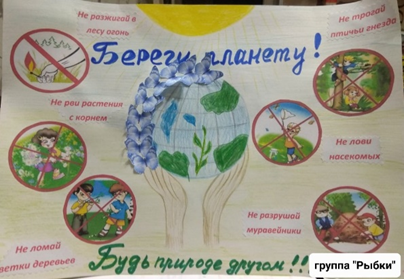 Не разжигай в
лесу огонь
Не трогай
птичьи гнезда
Береги планету!
Не рви растения
с корнем
Не лови
насекомых
Не ломай
ветки деревьев
Не разрушай
муравейники
Будь природе другом!!!
группа "Рыбки"